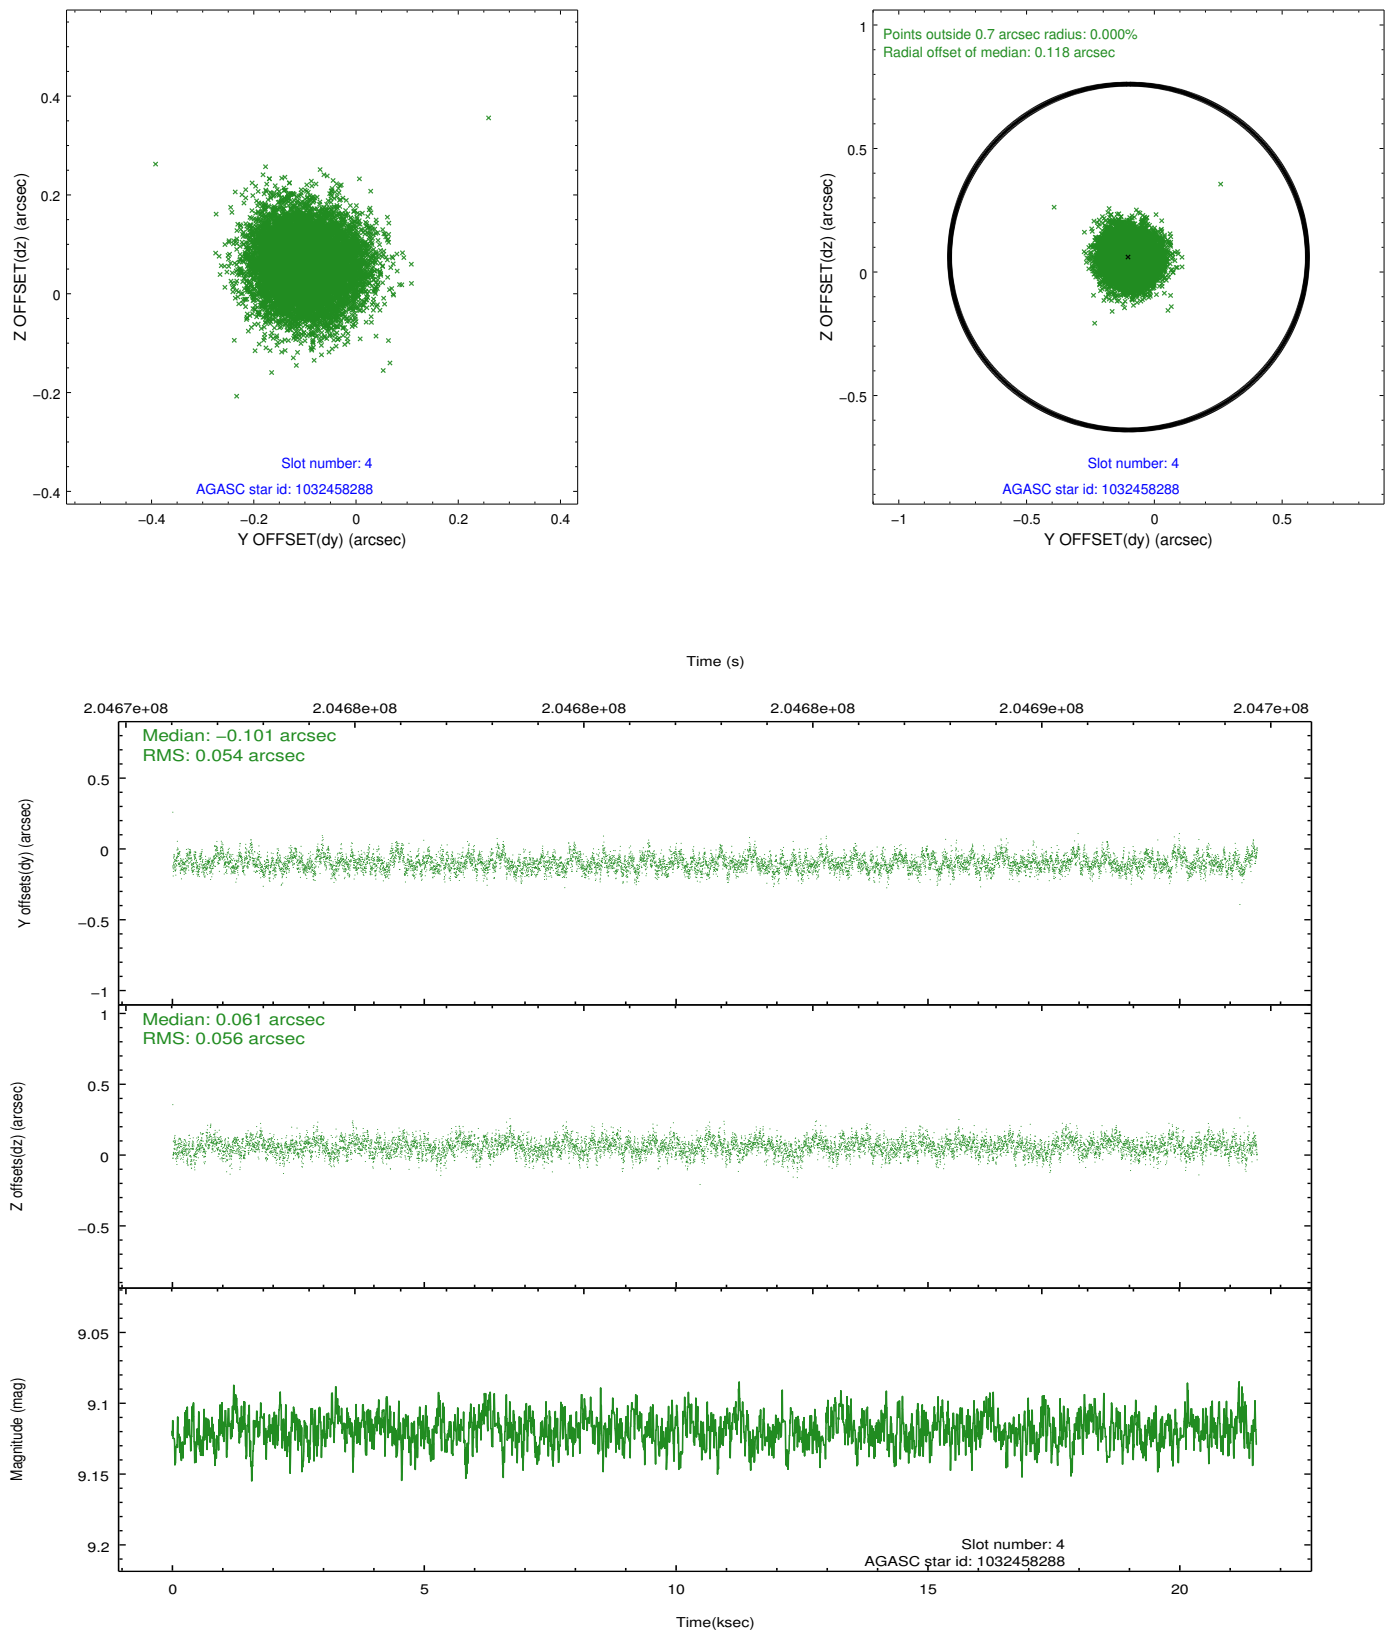 0.4
0.2
0
−0.2
−0.4
Z OFFSET(dz) (arcsec)
Slot number: 4
AGASC star id: 1032458288
−0.4
−0.2
0
0.2
0.4
Y OFFSET(dy) (arcsec)
Points outside 0.7 arcsec radius: 0.000%
Radial offset of median: 0.118 arcsec
1
0.5
0
−0.5
Z OFFSET(dz) (arcsec)
Slot number: 4
AGASC star id: 1032458288
−1
−0.5
0
0.5
Y OFFSET(dy) (arcsec)
Time (s)
2.0467e+08
2.0468e+08
2.0468e+08
2.0468e+08
2.0469e+08
2.047e+08
Median: −0.101 arcsec
RMS: 0.054 arcsec
0.5
0
−0.5
−1
Y offsets(dy) (arcsec)
Median: 0.061 arcsec
RMS: 0.056 arcsec
1
0.5
0
−0.5
Z offsets(dz) (arcsec)
9.05
9.1
9.15
9.2
Magnitude (mag)
Slot number: 4
AGASC star id: 1032458288
0
5
10
15
20
Time(ksec)